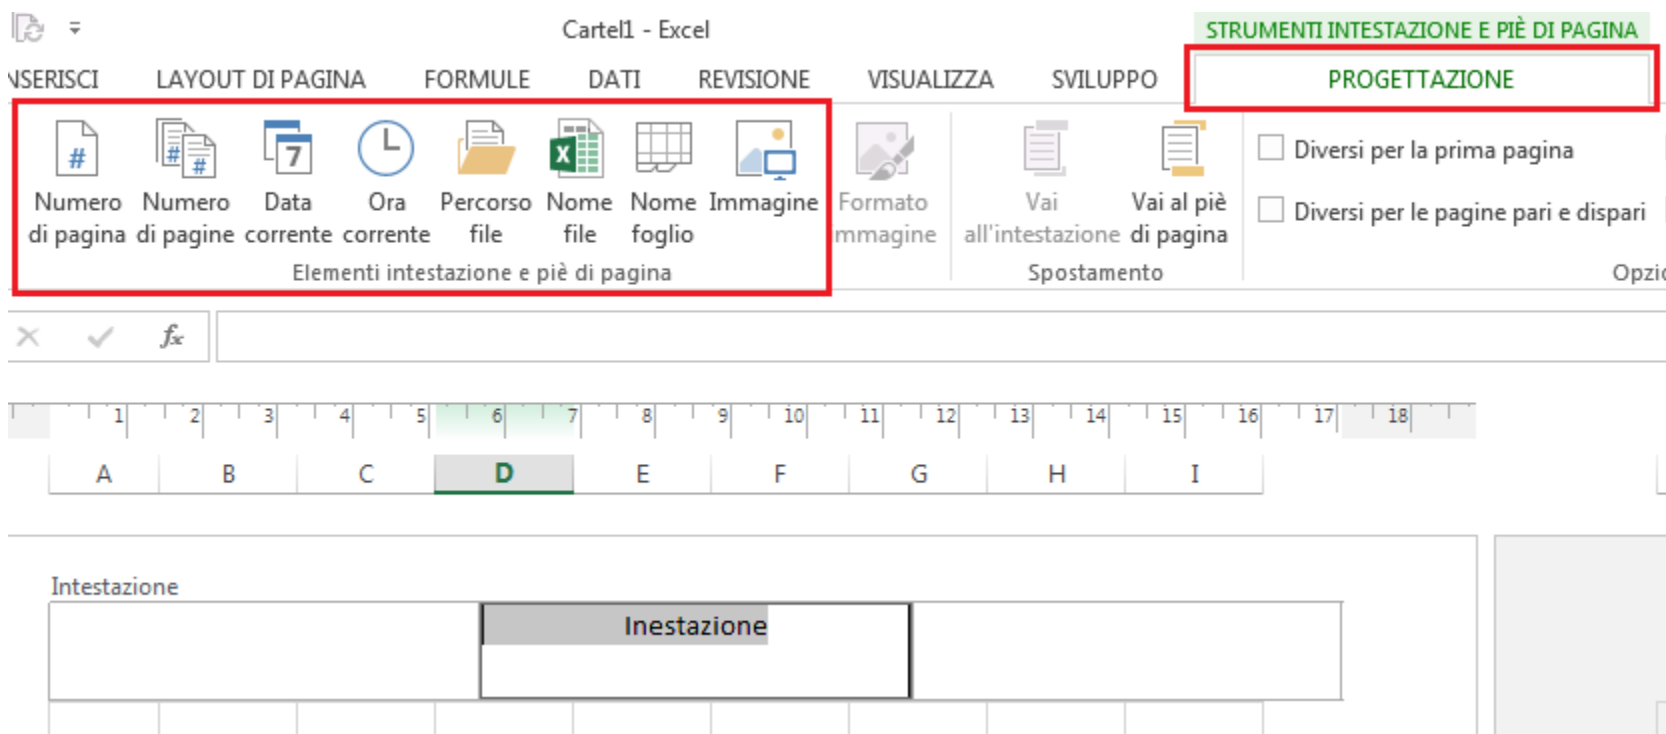 Cartel1 - Excel
STRUMENTI INTESTAZIONE E PIÈ DI PAGINA
NSERISCI LAYOUT DI PAGINA FORMULE DATI REVISIONE VISUALIZZA SVILUPPO PROGETTAZIONE
# # # 7 L X
Numero di pagina
Numero di pagine
Data corrente
Ora corrente
Percorso file
Nome file
Nome foglio
Immagine
Elementi intestazione e piè di pagina
Formato
mmagine
Vai all'intestazione
Vai al piè di pagina
Spostamento
Diversi per la prima pagina
Diversi per le pagine pari e dispari
Opzio
fx
1 2 3 4 5 6 7 8 9 10 11 12 13 14 15 16 17 18
A B C D E F G H I
Intestazione
Inestazione